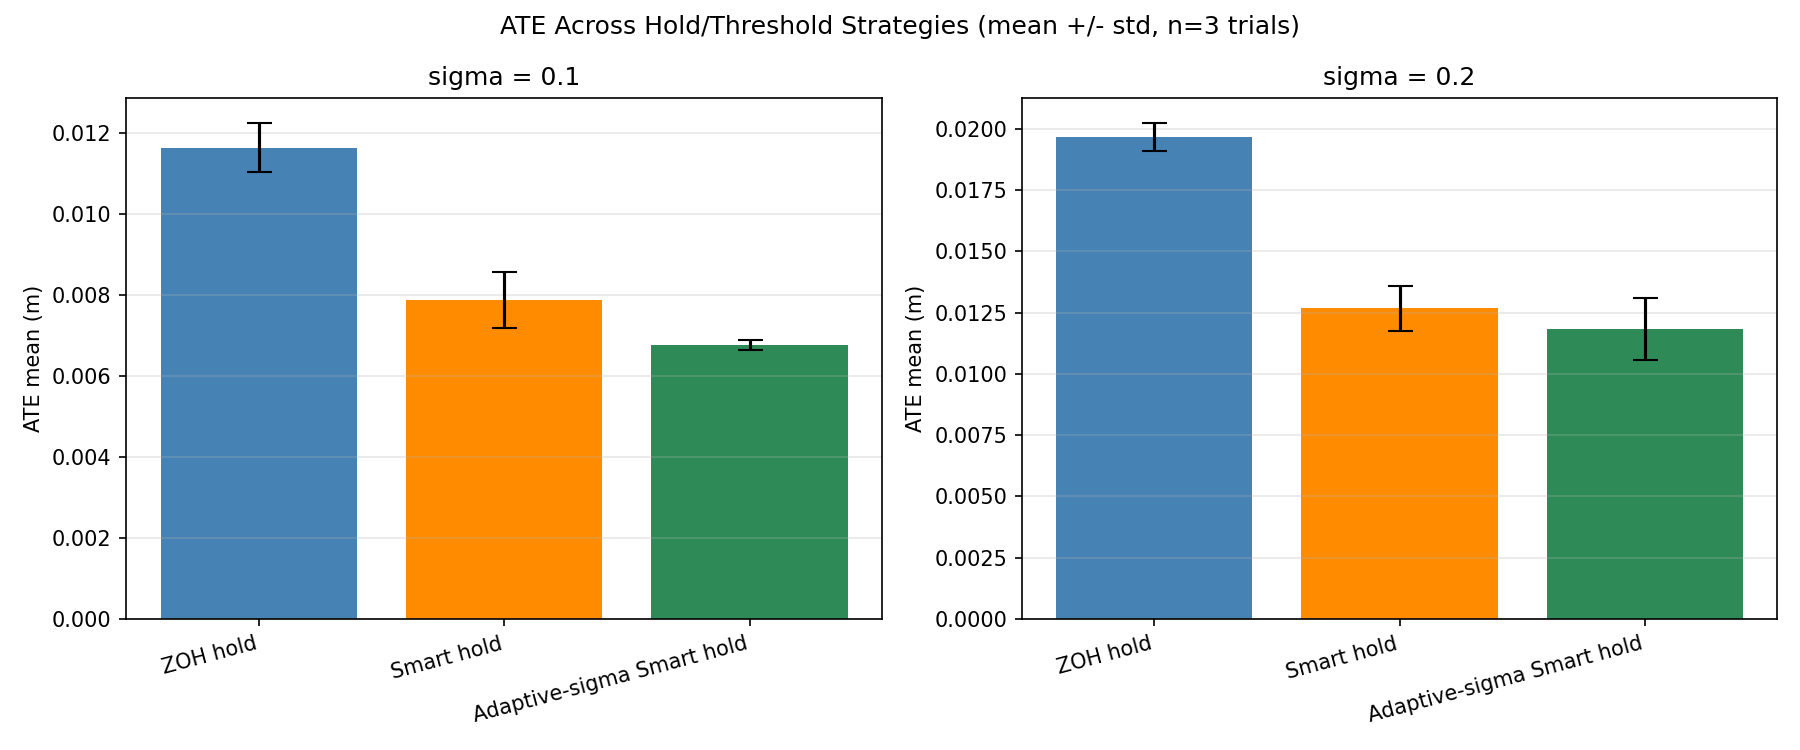 ATE Across Hold/Threshold Strategies (mean +/- std, n=3 trials)
sigma = 0.1
ATE mean (m)
0.012
0.010
0.008
0.006
0.004
0.002
0.000
ZOH hold
Smart hold
Adaptive-sigma Smart hold
sigma = 0.2
ATE mean (m)
0.0200
0.0175
0.0150
0.0125
0.0100
0.0075
0.0050
0.0025
0.0000
ZOH hold
Smart hold
Adaptive-sigma Smart hold